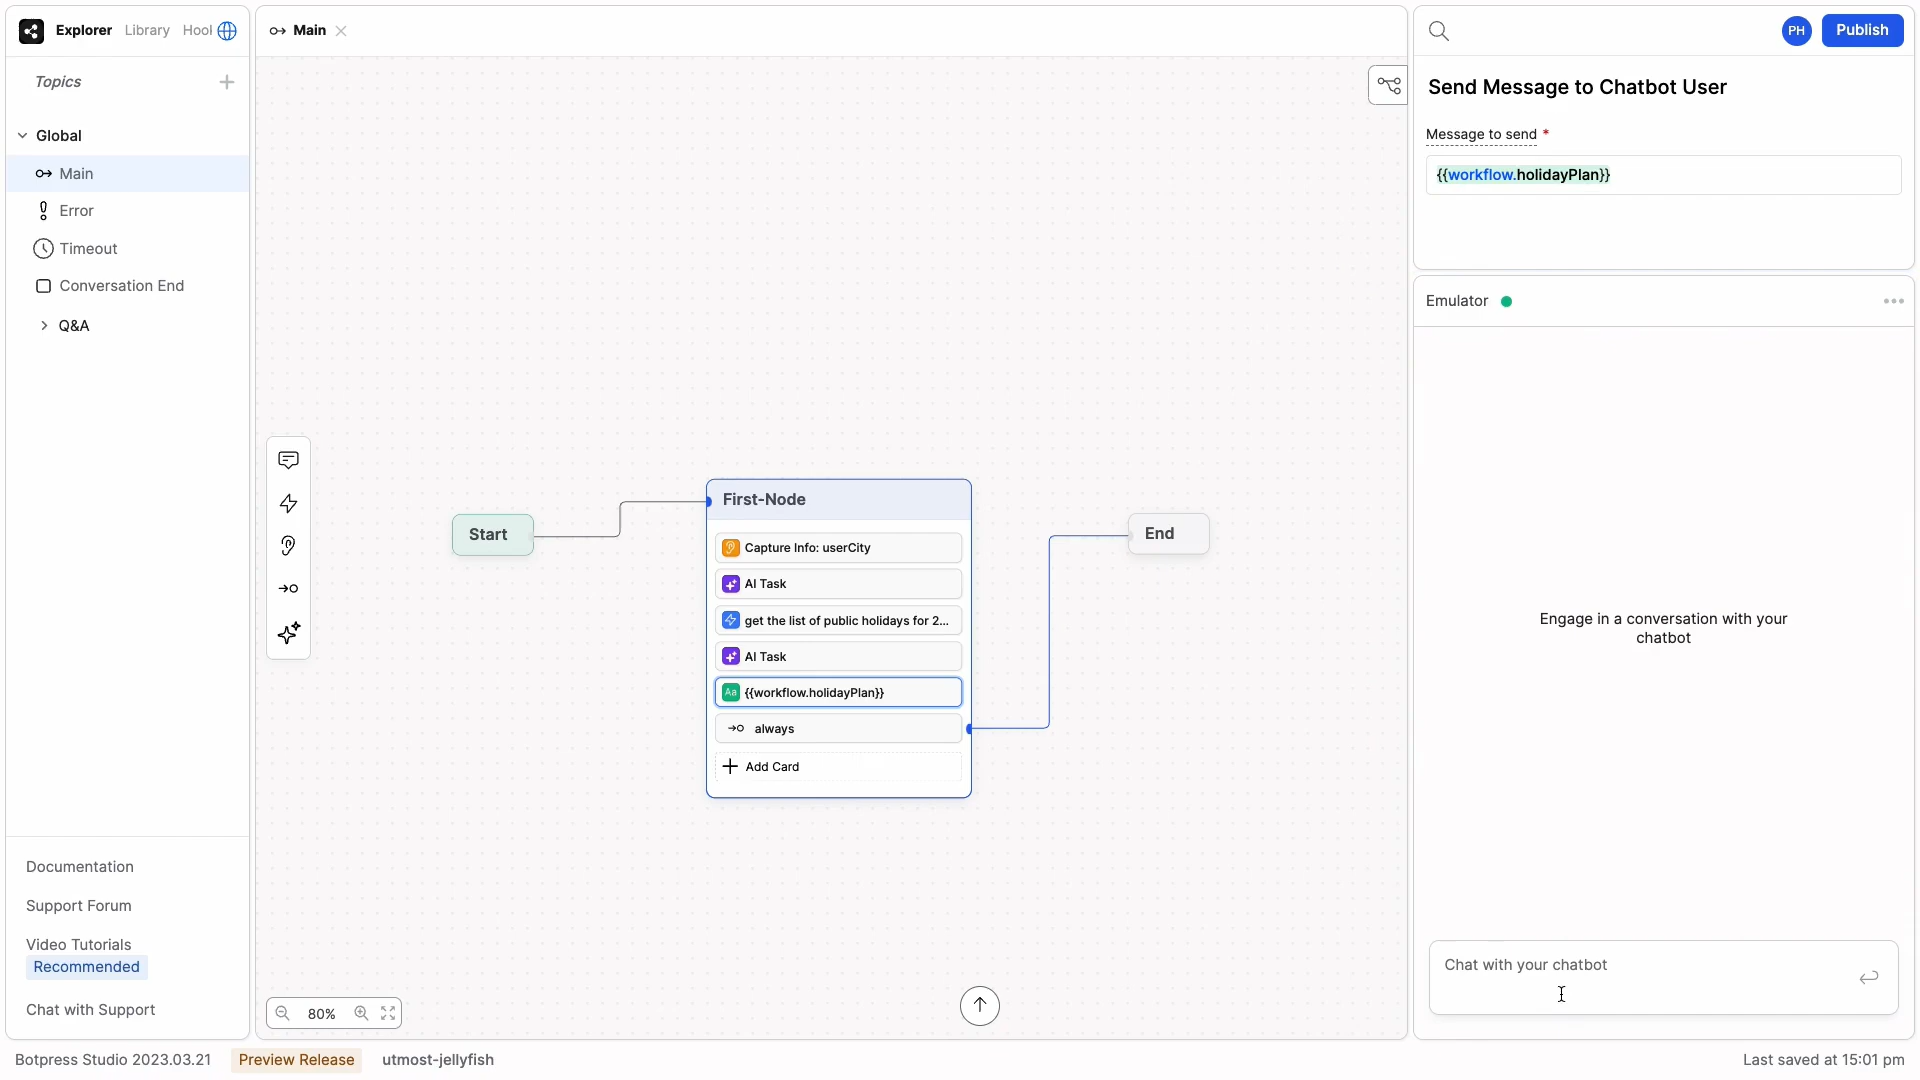 Explorer
Library
Hool
Topics
Global
Main
Error
Timeout
Conversation End
Q&A
Documentation
Support Forum
Video Tutorials
Recommended
Chat with Support
Main
Start
First-Node
Capture Info: userCity
AI Task
get the list of public holidays for 2...
AI Task
Aa {{workflow.holidayPlan}}
always
Add Card
End
80%
PH
Publish
Send Message to Chatbot User
Message to send *
{{workflow.holidayPlan}}
Emulator
Engage in a conversation with your
chatbot
Chat with your chatbot
Botpress Studio 2023.03.21
Preview Release
utmost-jellyfish
Last saved at 15:01 pm